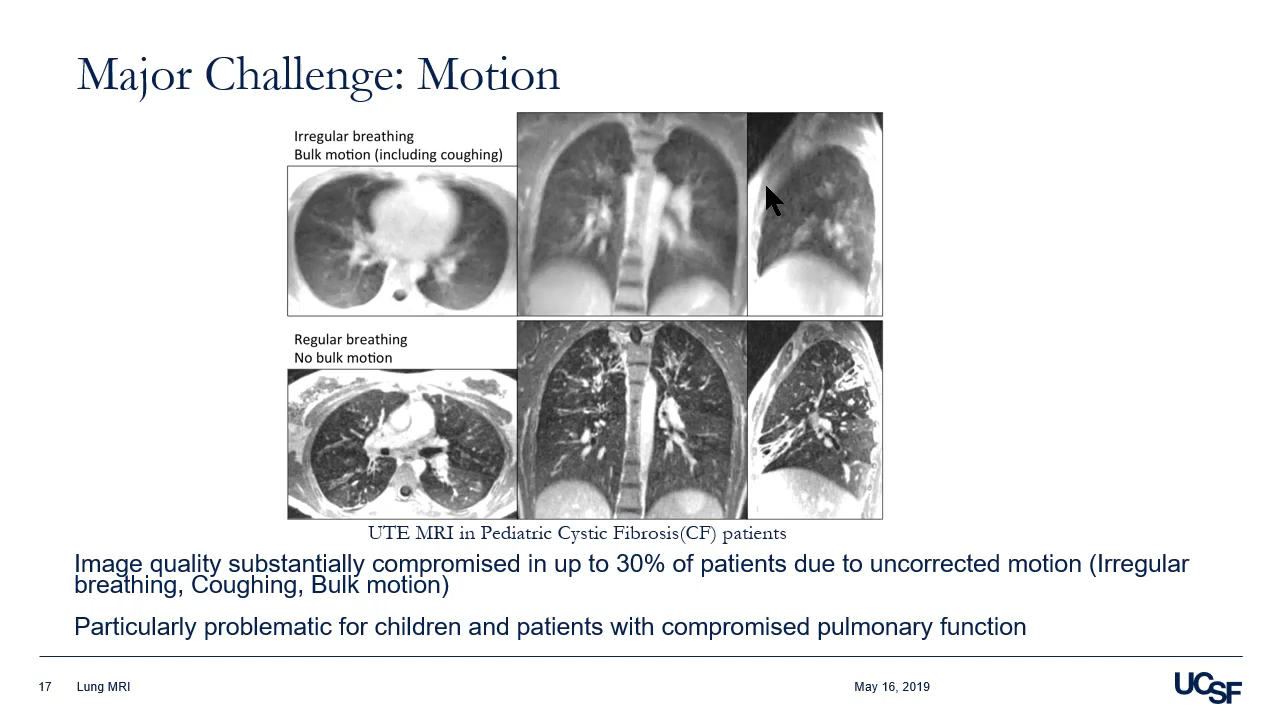 Major Challenge: Motion
Irregular breathing
Bulk motion (including coughing)
Regular breathing
No bulk motion
UTE MRI in Pediatric Cystic Fibrosis(CF) patients
Image quality substantially compromised in up to 30% of patients due to uncorrected motion (Irregular
breathing, Coughing, Bulk motion)
Particularly problematic for children and patients with compromised pulmonary function
17 Lung MRI May 16, 2019 UCSF